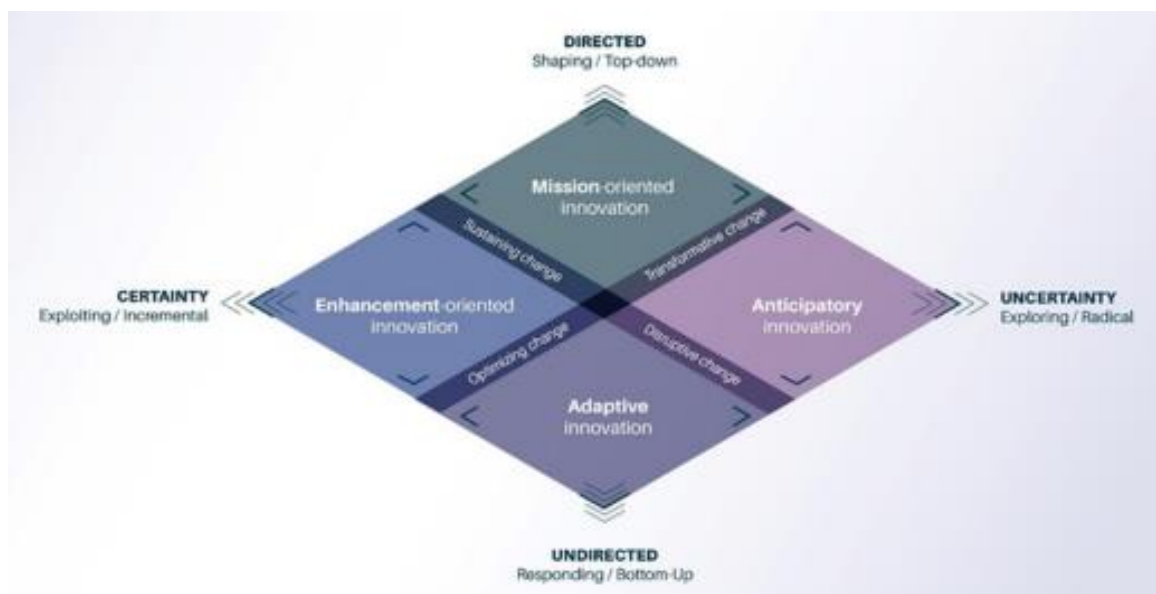 DIRECTED
Shaping / Top-down
Mission-oriented
innovation
Sustaining change
Transformative change
CERTAINTY
Exploiting / Incremental
Enhancement-oriented
innovation
Anticipatory
innovation
UNCERTAINTY
Exploring / Radical
Optimizing change
Disruptive change
Adaptive
innovation
UNDIRECTED
Responding / Bottom-Up